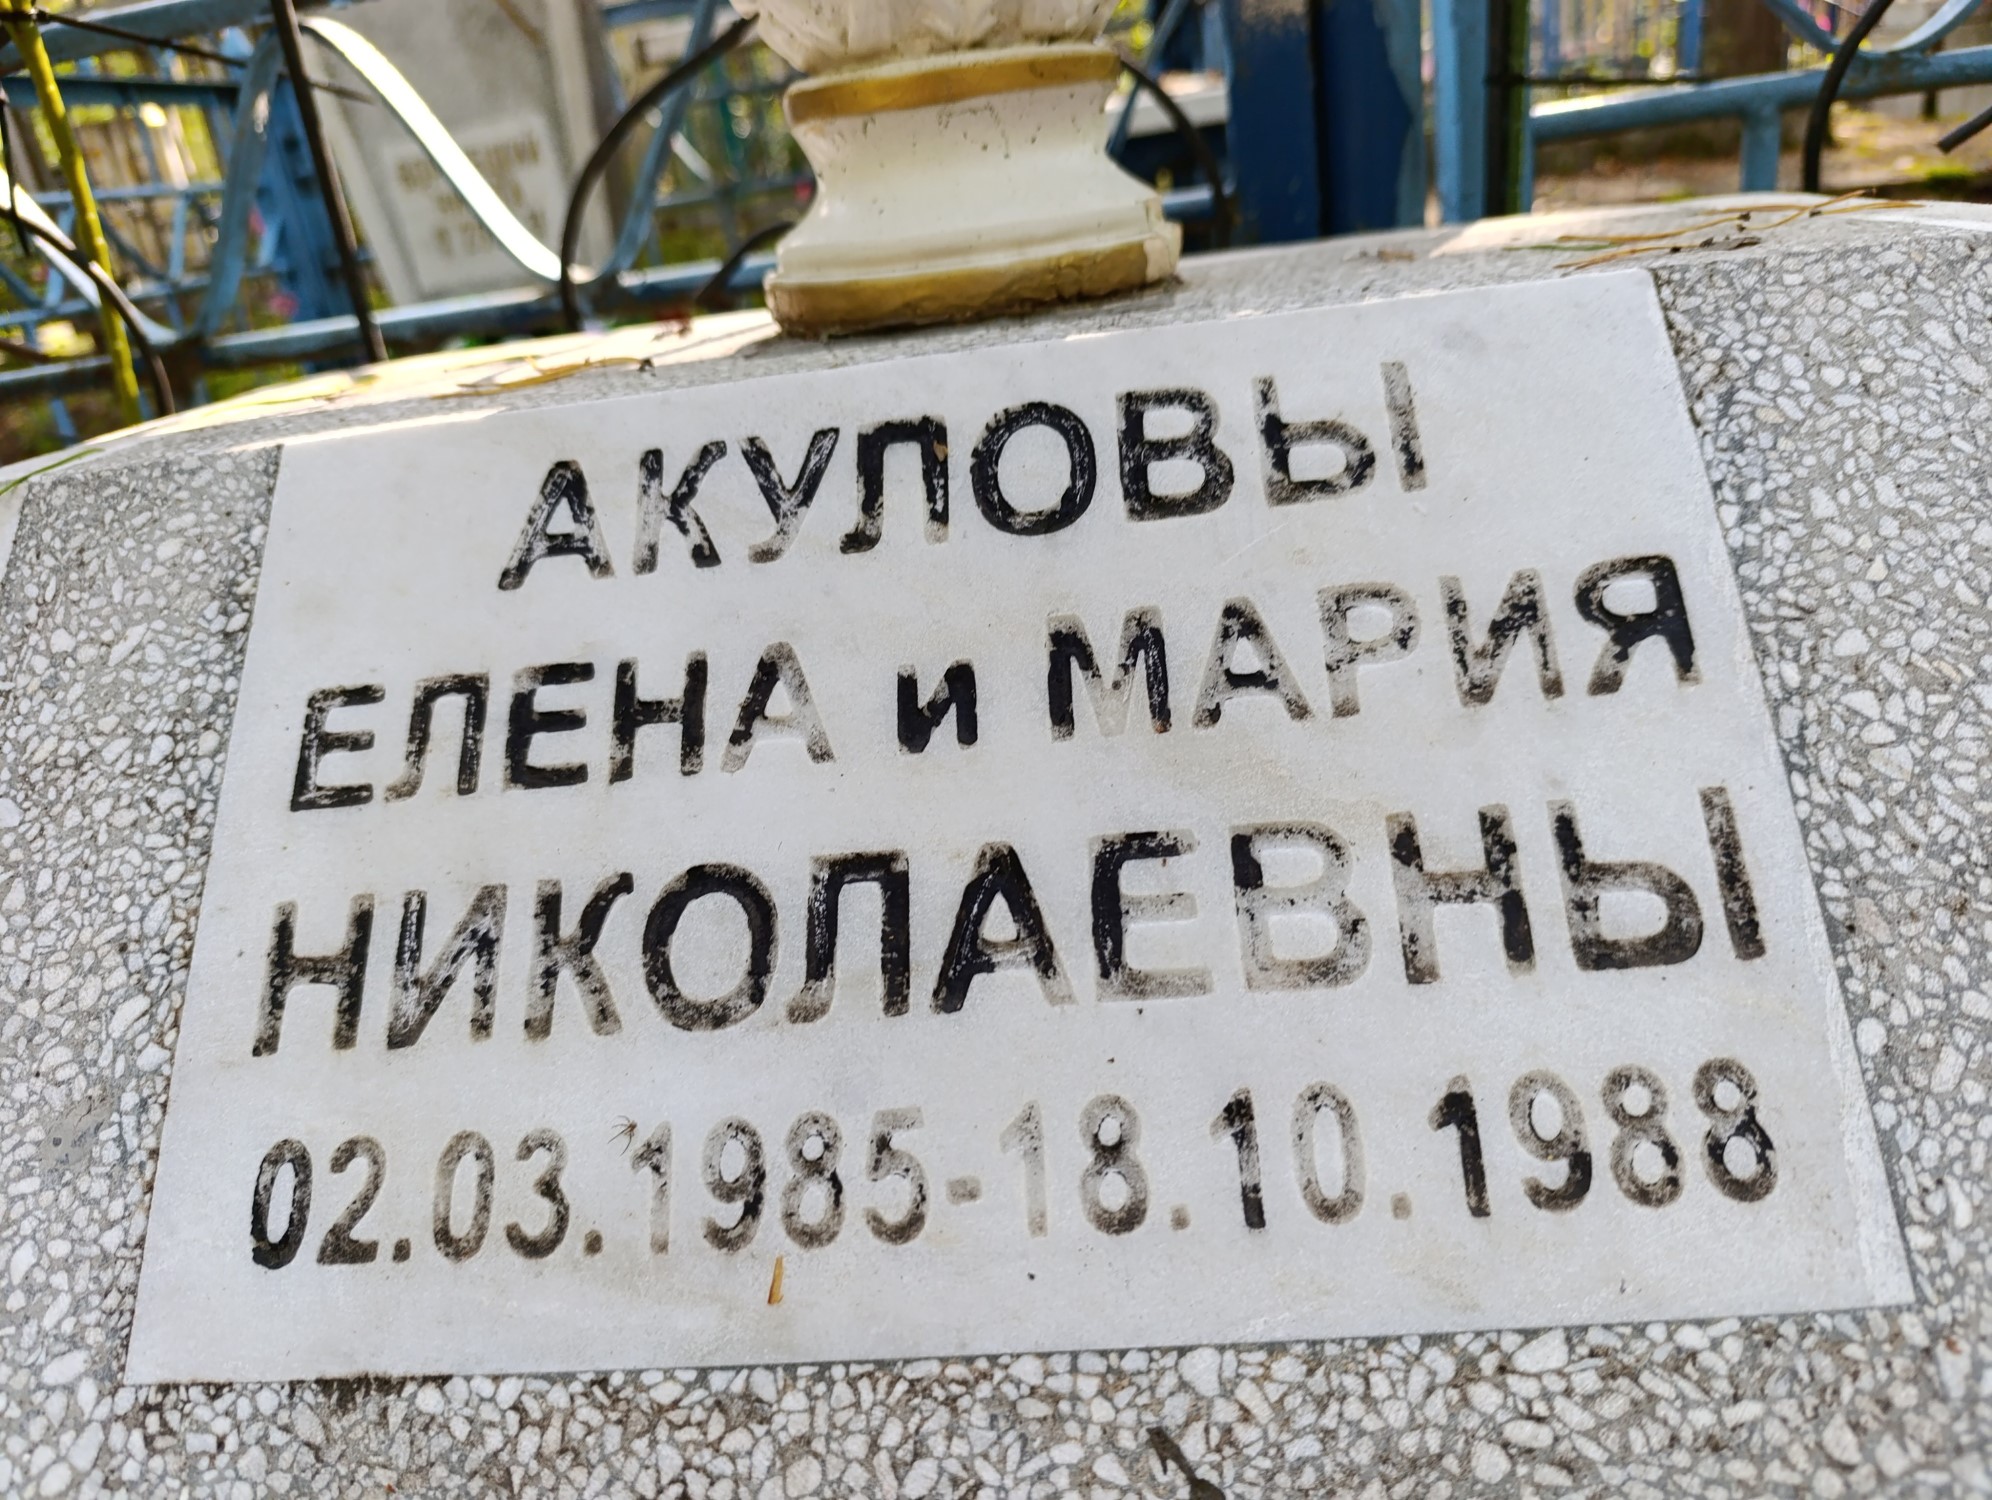 АКУЛОВЫ
ЕЛЕНА и МАРИЯ
НИКОЛАЕВНЫ
02.03.1985-18.10.1988